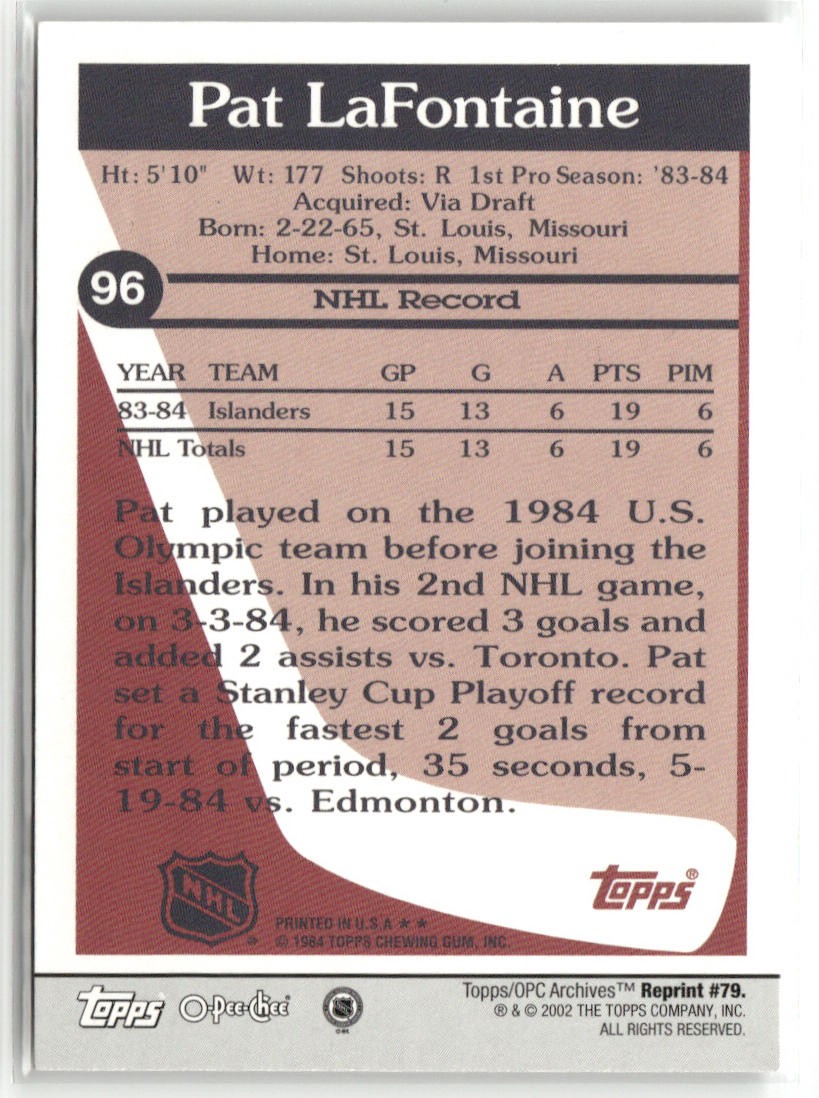 Pat LaFontaine
Ht: 5'10" Wt: 177 Shoots: R 1st Pro Season: '83-84
Acquired: Via Draft
Born: 2-22-65, St. Louis, Missouri
Home: St. Louis, Missouri
96
NHL Record
YEAR TEAM GP G A PTS PIM
83-84 Islanders 15 13 6 19 6
NHL Totals 15 13 6 19 6
Pat played on the 1984 U.S.
Olympic team before joining the
Islanders. In his 2nd NHL game,
on 3-3-84, he scored 3 goals and
added 2 assists vs. Toronto. Pat
set a Stanley Cup Playoff record
for the fastest 2 goals from
start of period, 35 seconds, 5-
19-84 vs. Edmonton.
NHL ®
PRINTED IN U.S.A ★ ★
© 1984 TOPPS CHEWING GUM, INC.
Topps®
Topps O-Pee-Chee®
Topps/OPC Archives™ Reprint #79.
® & © 2002 THE TOPPS COMPANY, INC.
ALL RIGHTS RESERVED.